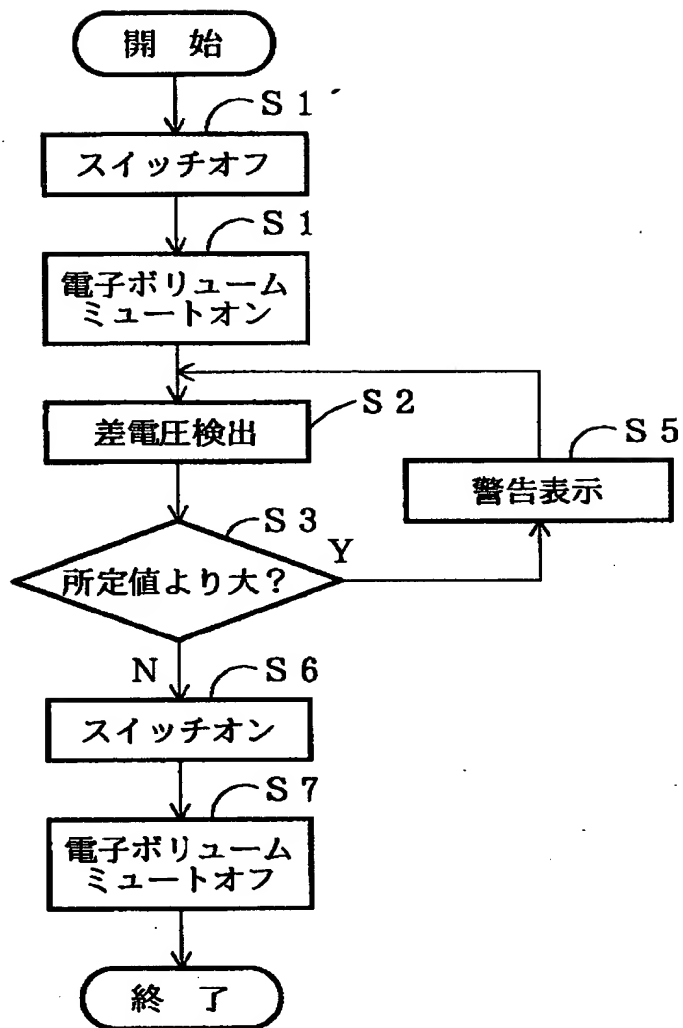 開 始
S 1´
スイッチオフ
S 1
電子ボリューム
ミュートオン
差電圧検出
S 2
S 5
警告表示
S 3
所定値より大？
Y
N
S 6
スイッチオン
S 7
電子ボリューム
ミュートオフ
終 了